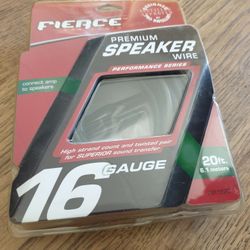 FIERCE
PREMIUM
SPEAKER
WIRE
PERFORMANCE SERIES
connect amp
to speakers
High strand count and twisted pair
for SUPERIOR sound transfer
20ft.
6.1 meters
16 GAUGE